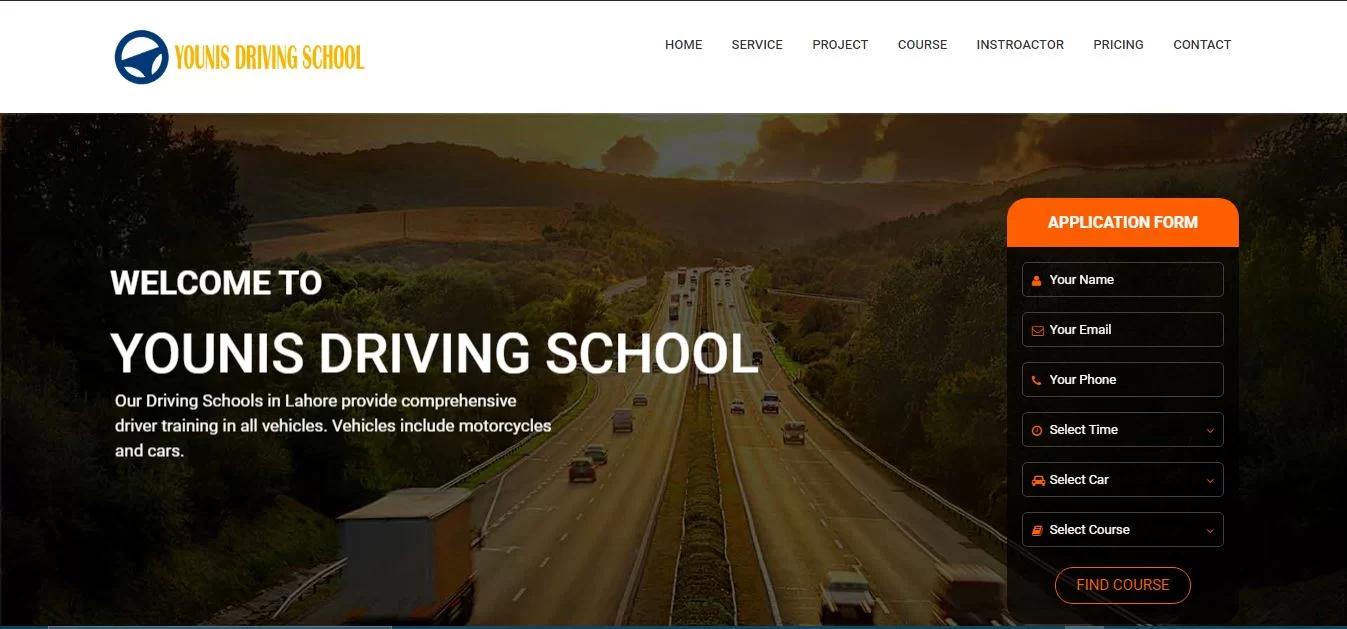 YOUNIS DRIVING SCHOOL
HOME SERVICE PROJECT COURSE INSTROACTOR PRICING CONTACT
WELCOME TO
YOUNIS DRIVING SCHOOL
Our Driving Schools in Lahore provide comprehensive
driver training in all vehicles. Vehicles include motorcycles
and cars.
APPLICATION FORM
Your Name
Your Email
Your Phone
Select Time
Select Car
Select Course
FIND COURSE